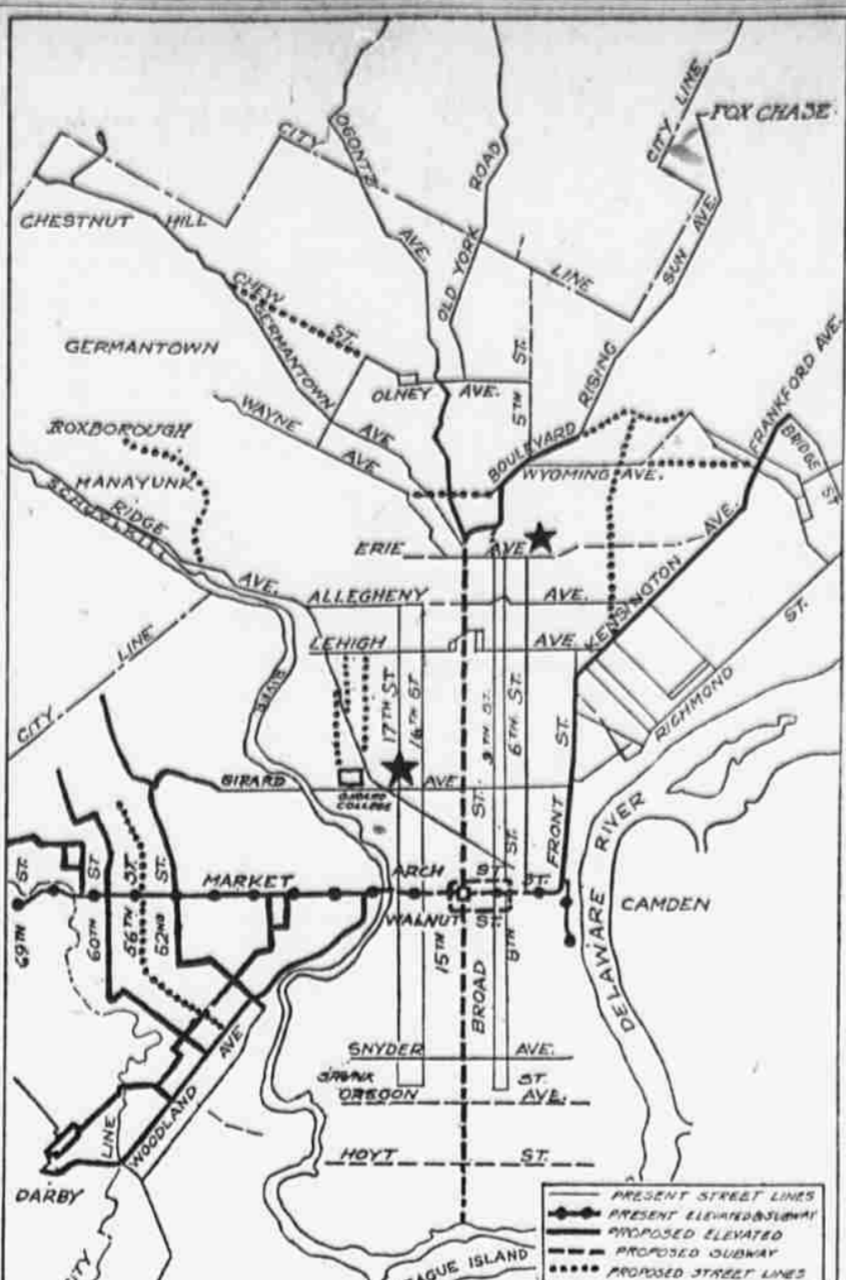 FOX CHASE
CITY LINE
CITY LINE
OGONTZ AVE.
OLD YORK ROAD
CHESTNUT HILL
RISING SUN AVE.
CHEW ST.
GERMANTOWN AVE.
GERMANTOWN
OLNEY AVE.
5TH ST.
FRANKFORD AVE.
WAYNE AVE.
ROXBOROUGH
BOULEVARD
BRIDGE ST
MANAYUNK
WYOMING AVE.
RIDGE AVE.
SCHUYLKILL RIVER
ERIE AVE
KENSINGTON AVE.
ALLEGHENY AVE.
LEHIGH AVE.
CITY LINE
17TH ST
16TH ST.
6TH ST.
RICHMOND ST.
GIRARD AVE
GIRARD COLLEGE
FRONT ST.
DELAWARE RIVER
ARCH ST.
MARKET ST.
WALNUT ST.
CAMDEN
69TH ST.
60TH ST
56TH ST.
52ND ST.
15TH
BROAD ST.
8TH ST.
SNYDER AVE.
ST.
OREGON AVE.
WOODLAND AVE
LINE
HOYT ST.
DARBY
CITY
AGUE ISLAND
PRESENT STREET LINES
PRESENT ELEVATED & SUBWAY
PROPOSED ELEVATED
PROPOSED SUBWAY
PROPOSED STREET LINES